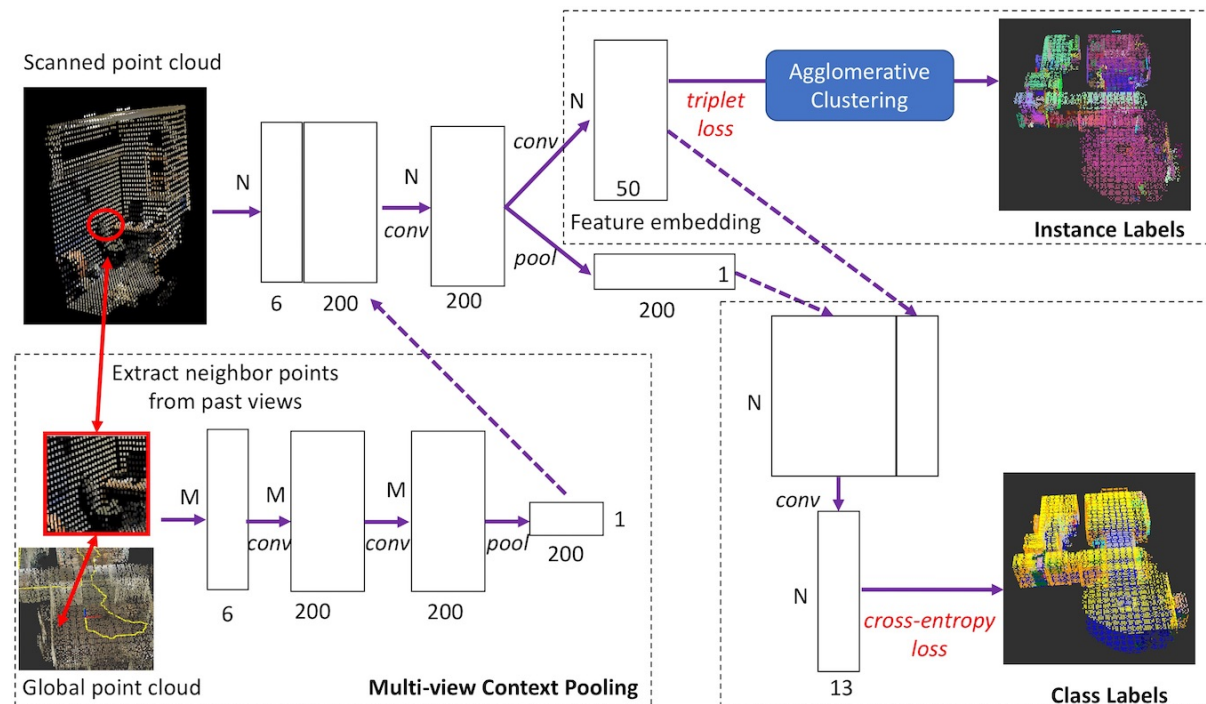 Scanned point cloud
N
6
200
N
conv
200
conv
pool
N
50
Feature embedding
triplet
loss
Agglomerative
Clustering
Instance Labels
1
200
Extract neighbor points
from past views
M
6
M
conv
200
M
conv
200
pool
1
200
Global point cloud
Multi-view Context Pooling
N
conv
N
13
cross-entropy
loss
Class Labels